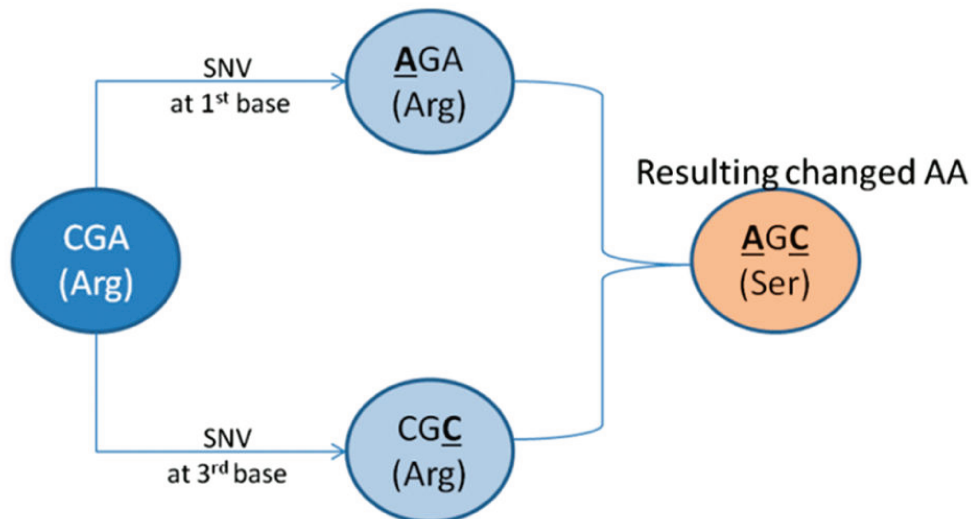 SNV
at 1st base
AGA
(Arg)
Resulting changed AA
CGA
(Arg)
AGC
(Ser)
SNV
at 3rd base
CGC
(Arg)